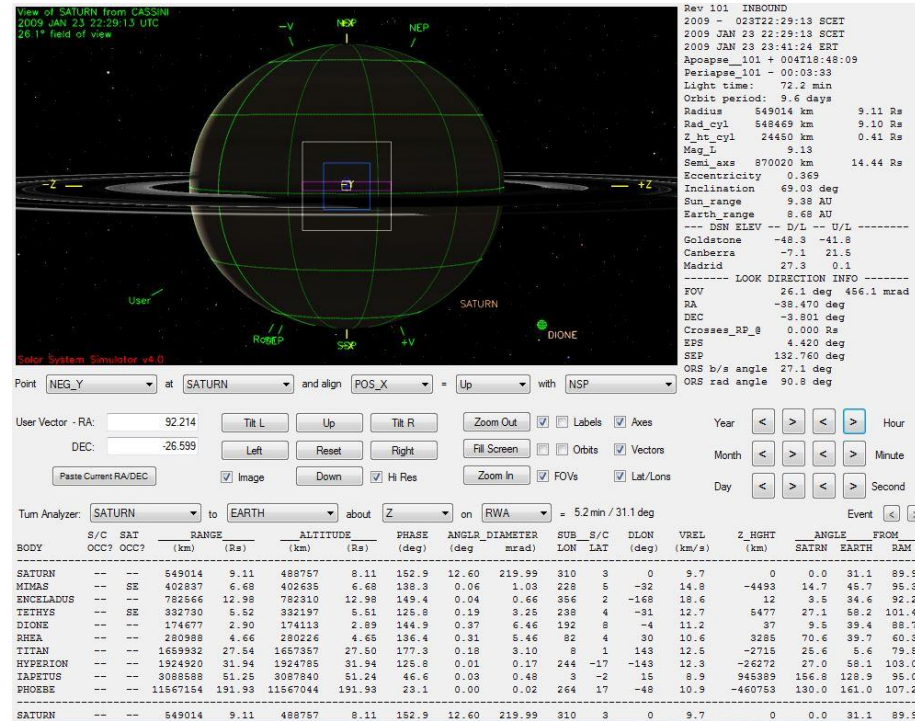 View of SATURN from CASSINI
2009 JAN 23 22:29:13 UTC
26.1° field of view
-V
NEP
-Z
-Y
+Z
User
SATURN
DIONE
+V
Solar System Simulator v4.0
Rev 101 INBOUND
2009 - 023T22:29:13 SCET
2009 JAN 23 22:29:13 SCET
2009 JAN 23 23:41:24 ERT
Apoapse__101 + 004T18:48:09
Periapse_101 - 00:03:33
Light time: 72.2 min
Orbit period: 9.6 days
Radius 549014 km 9.11 Rs
Rad_cyl 548469 km 9.10 Rs
Z_ht_cyl 24450 km 0.41 Rs
Mag_L 9.13
Semi_axs 870020 km 14.44 Rs
Eccentricity 0.369
Inclination 69.03 deg
Sun_range 9.38 AU
Earth_range 8.68 AU
--- DSN ELEV -- D/L -- U/L --------
Goldstone -48.3 -41.8
Canberra -7.1 21.5
Madrid 27.3 0.1
------- LOOK DIRECTION INFO -------
FOV 26.1 deg 456.1 mrad
RA -38.470 deg
DEC -3.801 deg
Crosses_RP_@ 0.000 Rs
EPS 4.420 deg
SEP 132.760 deg
ORS b/s angle 27.1 deg
ORS rad angle 90.8 deg
Point NEG_Y at SATURN and align POS_X = Up with NSP
User Vector - RA: 92.214 Tilt L Up Tilt R Zoom Out Labels Axes Year < > < > Hour
DEC: -26.599 Left Reset Right Fill Screen Orbits Vectors Month < > < > Minute
Paste Current RA/DEC Image Down Hi Res Zoom In FOVs Lat/Lons Day < > < > Second
Turn Analyzer: SATURN to EARTH about Z on RWA = 5.2 min / 31.1 deg Event < >
S/C SAT RANGE ALTITUDE PHASE ANGLR_DIAMETER SUB_S/C DLON VREL Z_HGHT ANGLE FROM
BODY OCC? OCC? (km) (Rs) (km) (Rs) (deg) (deg mrad) LON LAT (deg) (km/s) (km) SATRN EARTH RAM
SATURN -- -- 549014 9.11 488757 8.11 152.9 12.60 219.99 310 3 0 9.7 0 0.0 31.1 89.9
MIMAS -- SE 402837 6.68 402635 6.68 138.3 0.06 1.03 228 5 -32 14.8 -4493 14.7 45.7 95.3
ENCELADUS -- -- 782566 12.98 782310 12.98 149.4 0.04 0.66 356 2 -168 18.6 12 3.5 34.6 92.2
TETHYS -- SE 332730 5.52 332197 5.51 125.8 0.19 3.25 238 4 -31 12.7 5477 27.1 58.2 101.4
DIONE -- -- 174677 2.90 174113 2.89 144.9 0.37 6.46 192 8 -4 11.2 37 9.5 39.4 88.7
RHEA -- -- 280988 4.66 280226 4.65 136.4 0.31 5.46 82 4 30 10.6 3285 70.6 39.7 60.3
TITAN -- -- 1659932 27.54 1657357 27.50 177.3 0.18 3.10 8 1 143 12.5 -2715 25.6 5.6 79.5
HYPERION -- -- 1924920 31.94 1924785 31.94 125.8 0.01 0.17 244 -17 -143 12.3 -26272 27.0 58.1 103.0
IAPETUS -- -- 3088588 51.25 3087840 51.24 46.6 0.03 0.48 3 -2 15 8.9 945389 156.8 128.9 95.0
PHOEBE -- -- 11567154 191.93 11567044 191.93 23.1 0.00 0.02 264 17 -48 10.9 -460753 130.0 161.0 107.2
SATURN -- -- 549014 9.11 488757 8.11 152.9 12.60 219.99 310 3 0 9.7 0 0.0 31.1 89.9